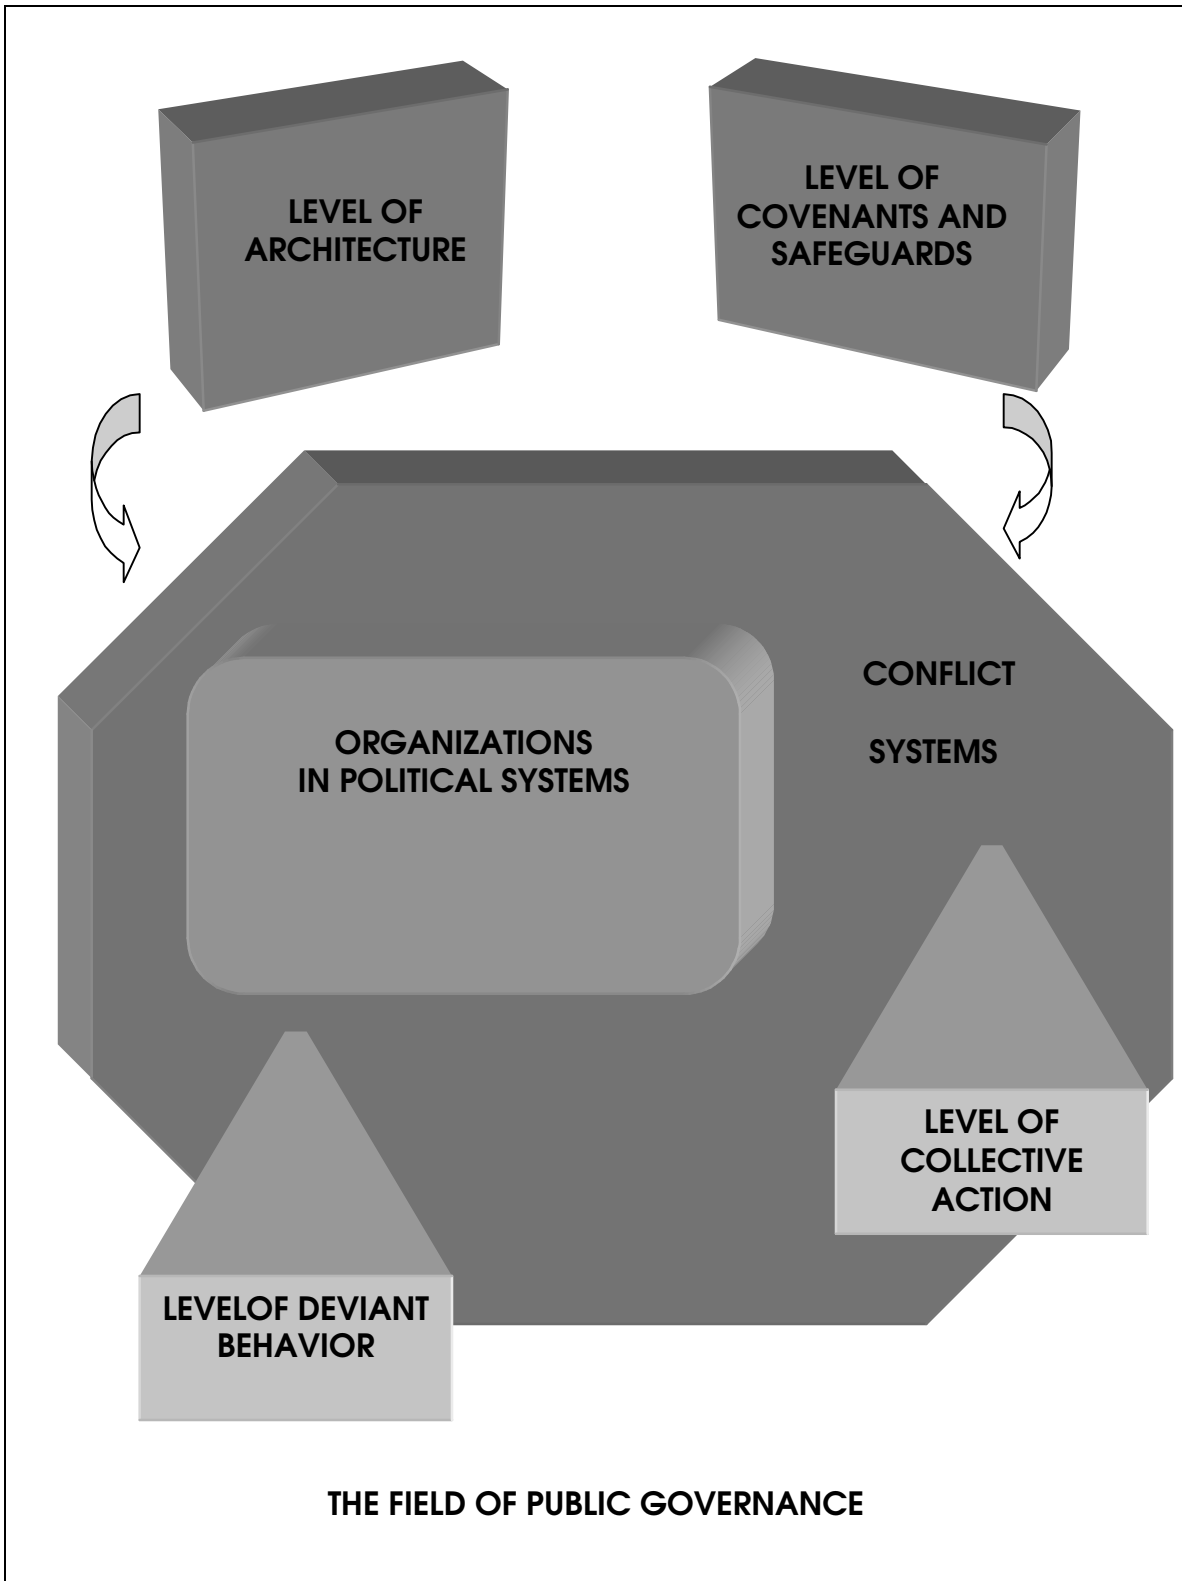 LEVEL OF
ARCHITECTURE
LEVEL OF
COVENANTS AND
SAFEGUARDS
CONFLICT
SYSTEMS
ORGANIZATIONS
IN POLITICAL SYSTEMS
LEVEL OF
COLLECTIVE
ACTION
LEVELOF DEVIANT
BEHAVIOR
THE FIELD OF PUBLIC GOVERNANCE